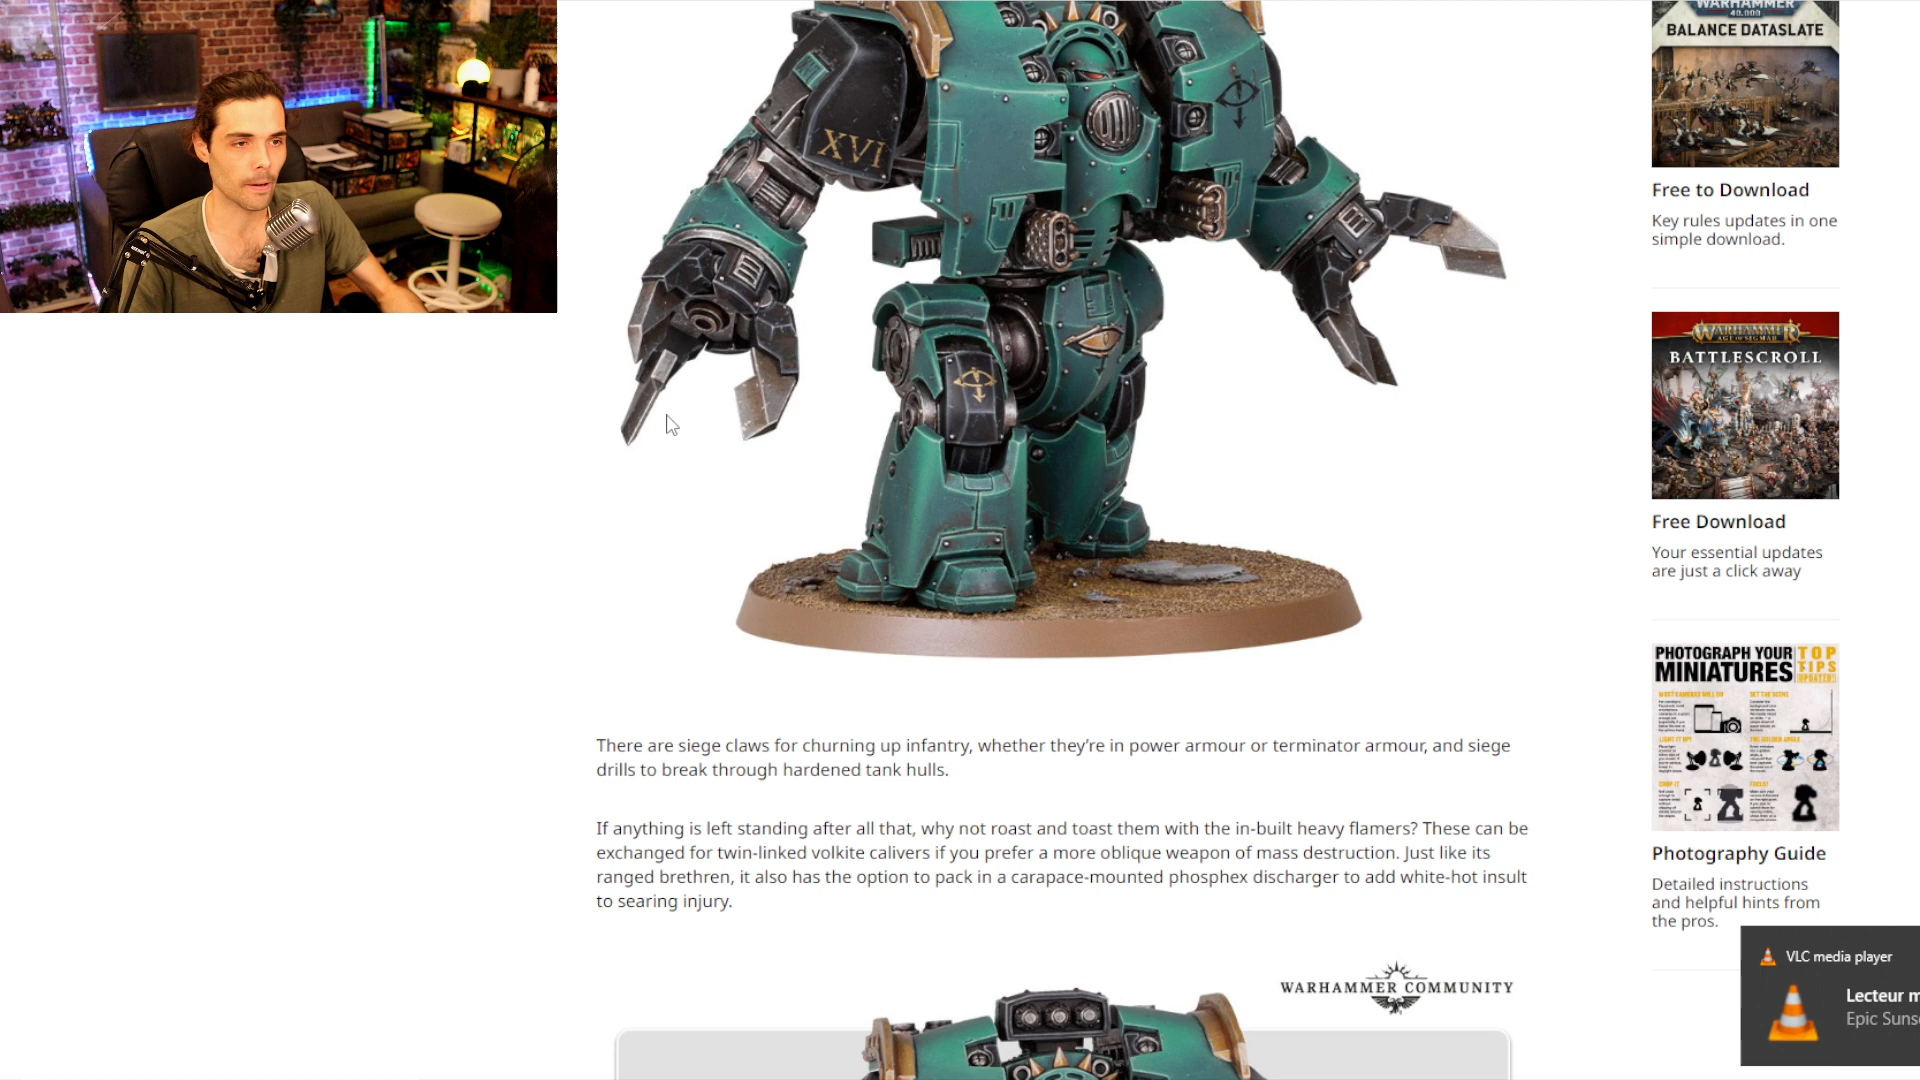 XVI
There are siege claws for churning up infantry, whether they're in power armour or terminator armour, and siege
drills to break through hardened tank hulls.
If anything is left standing after all that, why not roast and toast them with the in-built heavy flamers? These can be
exchanged for twin-linked volkite calivers if you prefer a more oblique weapon of mass destruction. Just like its
ranged brethren, it also has the option to pack in a carapace-mounted phosphex discharger to add white-hot insult
to searing injury.
WARHAMMER COMMUNITY
WARHAMMER
40,000
BALANCE DATASLATE
Free to Download
Key rules updates in one
simple download.
WARHAMMER
AGE OF SIGMAR
BATTLESCROLL
Free Download
Your essential updates
are just a click away
PHOTOGRAPH YOUR
MINIATURES
TOP
TIPS
UPDATED!
Photography Guide
Detailed instructions
and helpful hints from
the pros.
VLC media player
Lecteur m
Epic Suns